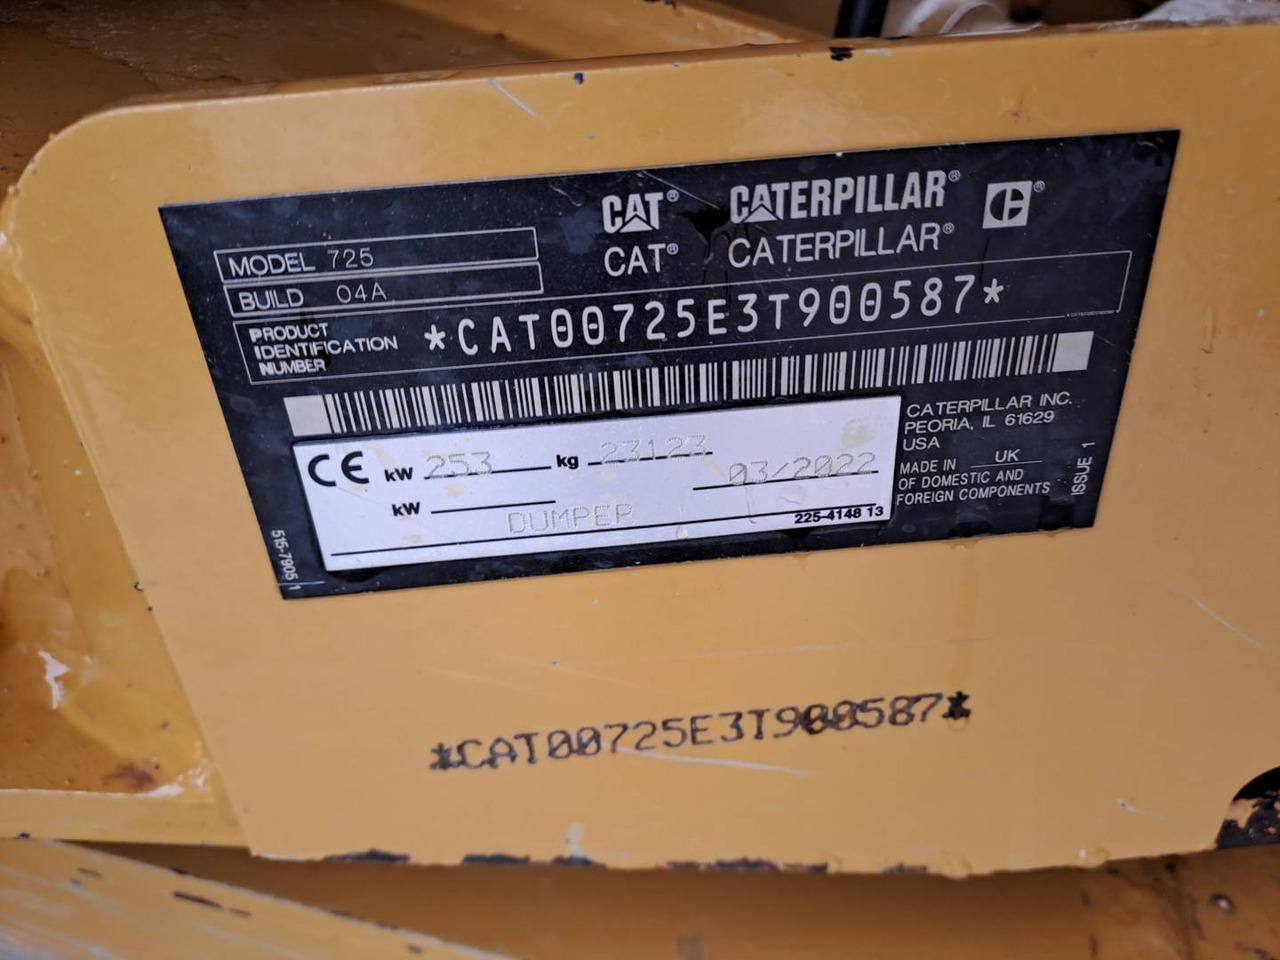 CAT® CATERPILLAR® ®
CAT® CATERPILLAR®
MODEL 725
BUILD 04A
PRODUCT
IDENTIFICATION
NUMBER
*CAT00725E3T900587*
CE kW 253 kg 23123
03/2022
kW
DUMPER
225-4148 13
CATERPILLAR INC.
PEORIA, IL 61629
USA
MADE IN UK
OF DOMESTIC AND
FOREIGN COMPONENTS
ISSUE 1
515-7905 1
*CAT00725E3T900587*